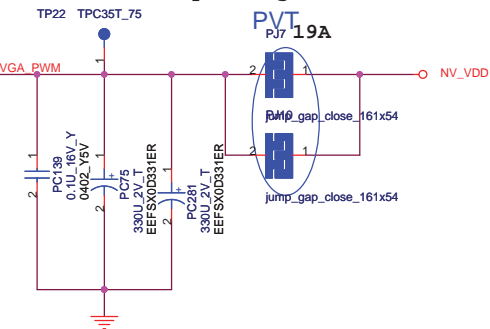 TP22 TPC35T_75
PVT
PJ7 19A
1
VGA_PWM
2 1
NV_VDD
PJ10
jump_gap_close_161x54
2 1
jump_gap_close_161x54
1
2
PC139
0.1U_16V_Y
0402_Y5V
1
2
PC75
330U_2V_T
EEFSX0D331ER
1
2
PC281
330U_2V_T
EEFSX0D331ER